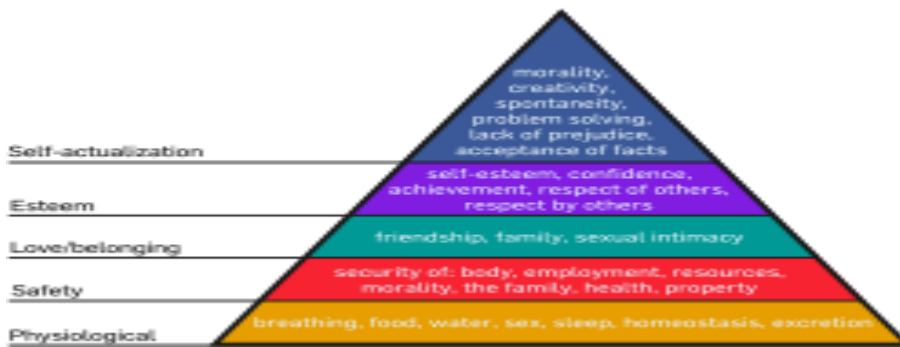 morality,
creativity,
spontaneity,
problem solving,
lack of prejudice,
acceptance of facts
Self-actualization
self-esteem, confidence,
achievement, respect of others,
respect by others
Esteem
friendship, family, sexual intimacy
Love/belonging
security of: body, employment, resources,
morality, the family, health, property
Safety
breathing, food, water, sex, sleep, homeostasis, excretion
Physiological